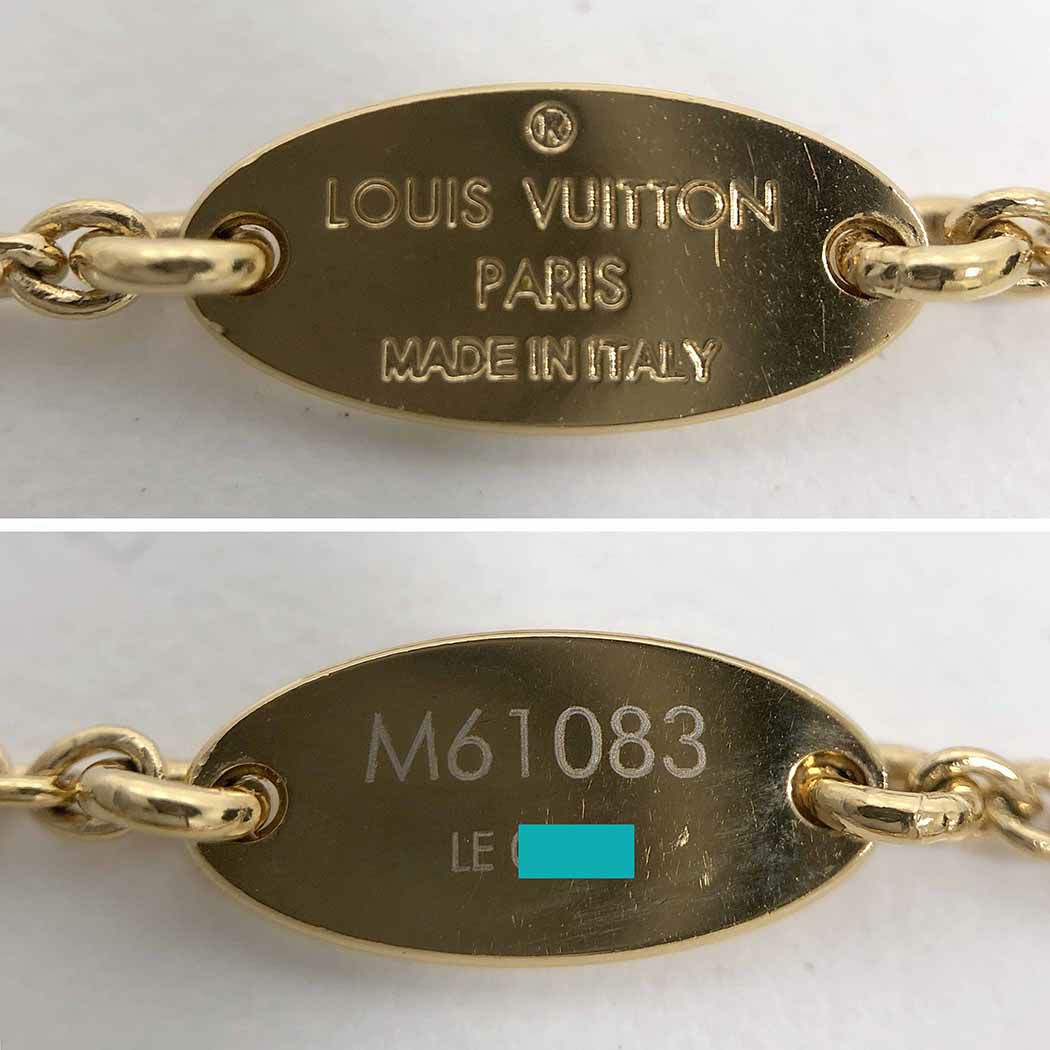 ®
LOUIS VUITTON
PARIS
MADE IN ITALY
M61083
LE